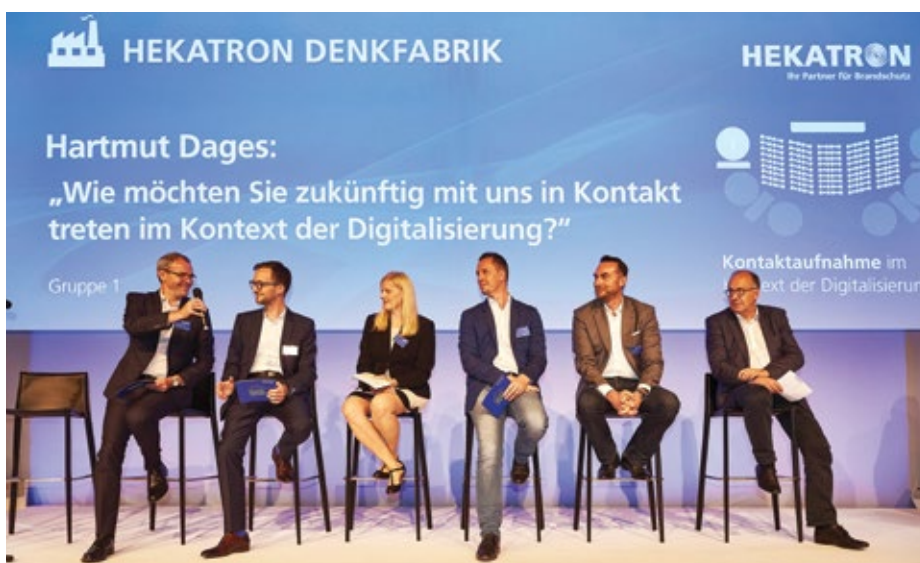 HEKATRON DENKFABRIK
HEKATRON
Ihr Partner für Brandschutz
Hartmut Dages:
„Wie möchten Sie zukünftig mit uns in Kontakt
treten im Kontext der Digitalisierung?“
Gruppe 1
Kontaktaufnahme im
der Digitalisierun